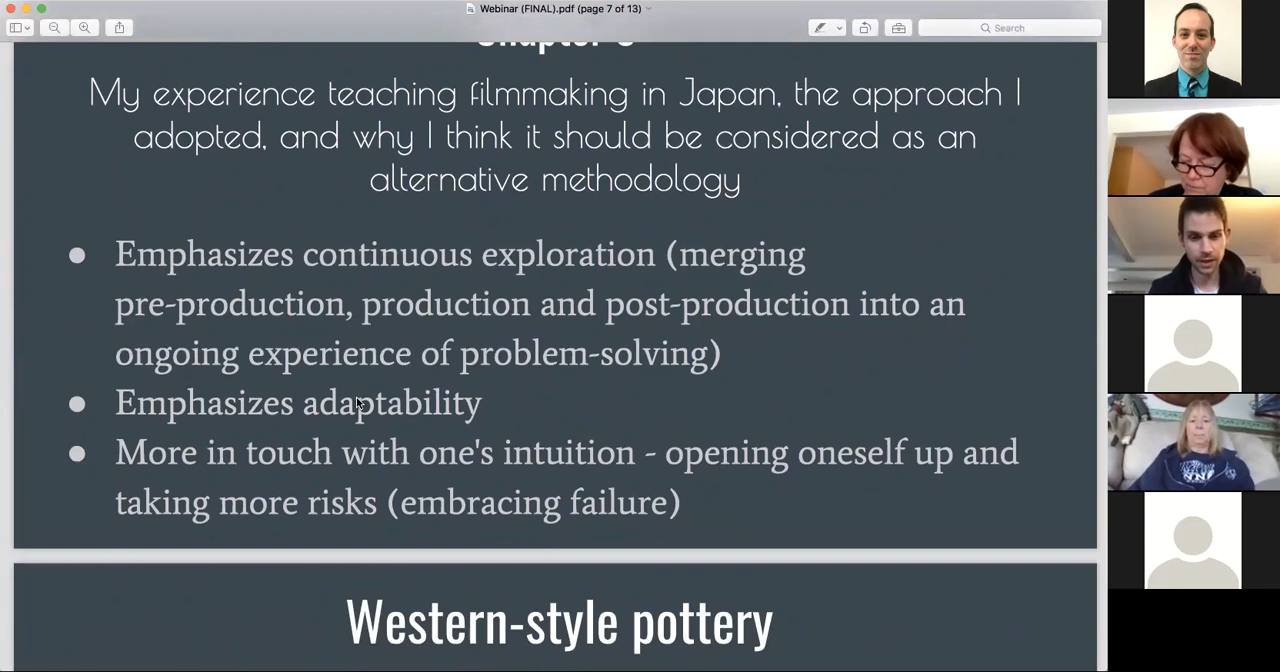 Webinar (FINAL).pdf (page 7 of 13)
Search
My experience teaching filmmaking in Japan, the approach I
adopted, and why I think it should be considered as an
alternative methodology
● Emphasizes continuous exploration (merging
pre-production, production and post-production into an
ongoing experience of problem-solving)
● Emphasizes adaptability
● More in touch with one's intuition - opening oneself up and
taking more risks (embracing failure)
Western-style pottery